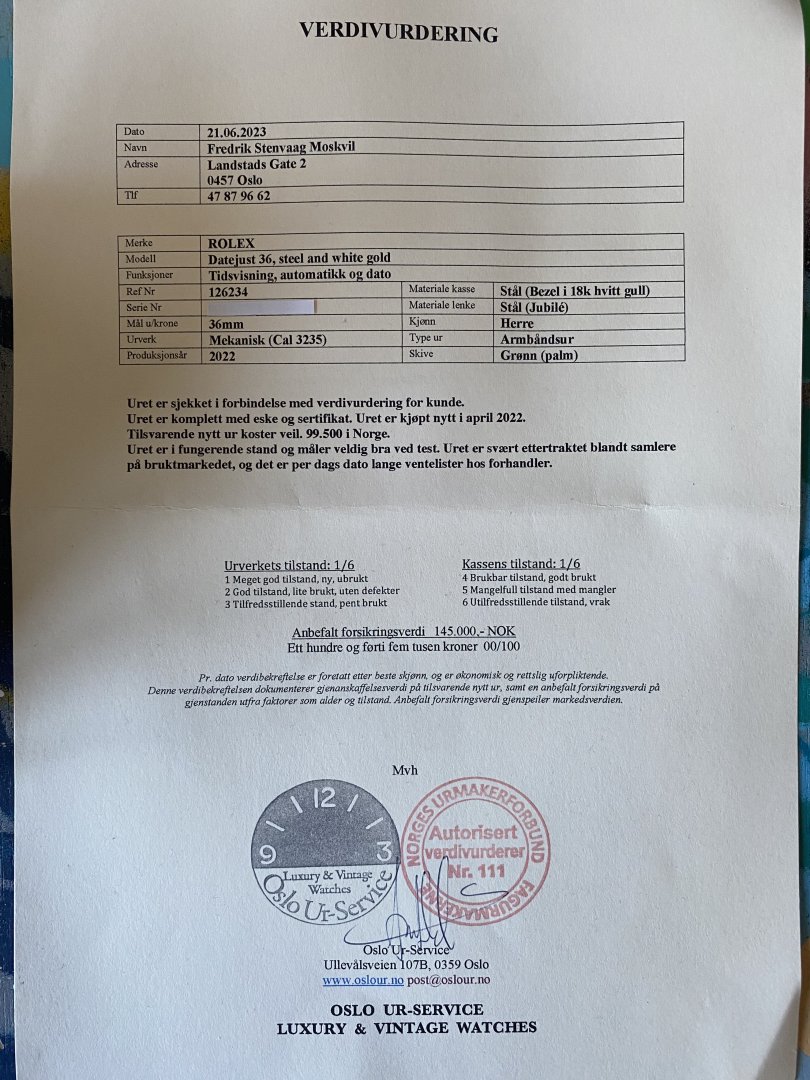 VERDIVURDERING
Dato 21.06.2023
Navn Fredrik Stenvaag Moskvil
Adresse Landstads Gate 2
0457 Oslo
Tlf 47 87 96 62
Merke ROLEX
Modell Datejust 36, steel and white gold
Funksjoner Tidsvisning, automatikk og dato
Ref Nr 126234 Materiale kasse Stål (Bezel i 18k hvitt gull)
Serie Nr Materiale lenke Stål (Jubilé)
Mål u/krone 36mm Kjønn Herre
Urverk Mekanisk (Cal 3235) Type ur Armbåndsur
Produksjonsår 2022 Skive Grønn (palm)
Uret er sjekket i forbindelse med verdivurdering for kunde.
Uret er komplett med eske og sertifikat. Uret er kjøpt nytt i april 2022.
Tilsvarende nytt ur koster veil. 99.500 i Norge.
Uret er i fungerende stand og måler veldig bra ved test. Uret er svært ettertraktet blandt samlere
på bruktmarkedet, og det er per dags dato lange ventelister hos forhandler.
Urverkets tilstand: 1/6 Kassens tilstand: 1/6
1 Meget god tilstand, ny, ubrukt 4 Brukbar tilstand, godt brukt
2 God tilstand, lite brukt, uten defekter 5 Mangelfull tilstand med mangler
3 Tilfredsstillende stand, pent brukt 6 Utilfredsstillende tilstand, vrak
Anbefalt forsikringsverdi 145.000,- NOK
Ett hundre og førti fem tusen kroner 00/100
Pr. dato verdibekreftelse er foretatt etter beste skjønn, og er økonomisk og rettslig uforpliktende.
Denne verdibekreftelsen dokumenterer gjenanskaffelsesverdi på tilsvarende nytt ur, samt en anbefalt forsikringsverdi på
gjenstanden utfra faktorer som alder og tilstand. Anbefalt forsikringsverdi gjenspeiler markedsverdien.
Mvh
12
9 3
Luxury & Vintage
Watches
Oslo Ur-Service
NORGES URMAKERFORBUND
Autorisert
verdivurderer
Nr. 111
FAGURMAKERNE
Oslo Ur-Service
Ullevålsveien 107B, 0359 Oslo
www.oslour.no post@oslour.no
OSLO UR-SERVICE
LUXURY & VINTAGE WATCHES